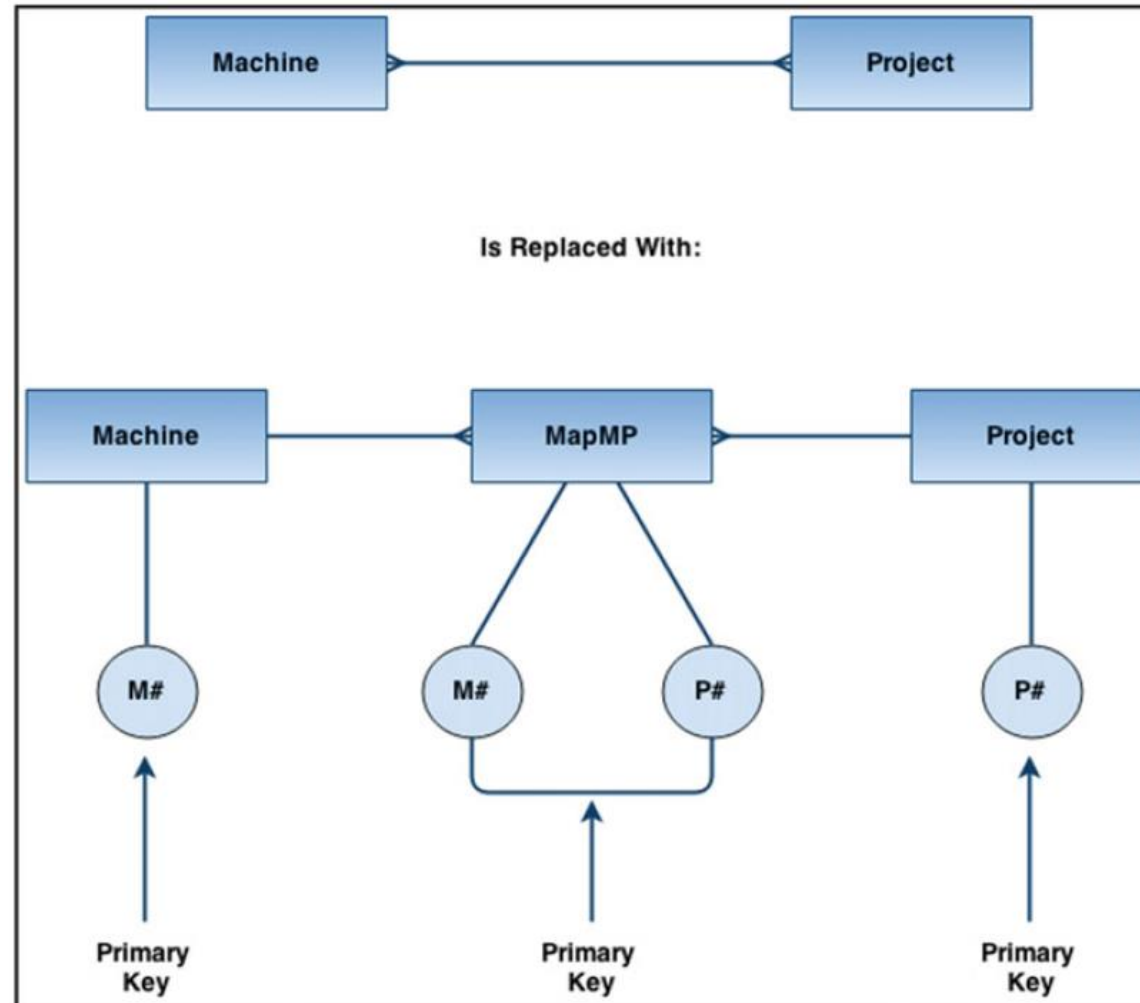 Machine
Project
Is Replaced With:
Machine
MapMP
Project
M#
M#
P#
P#
Primary
Key
Primary
Key
Primary
Key